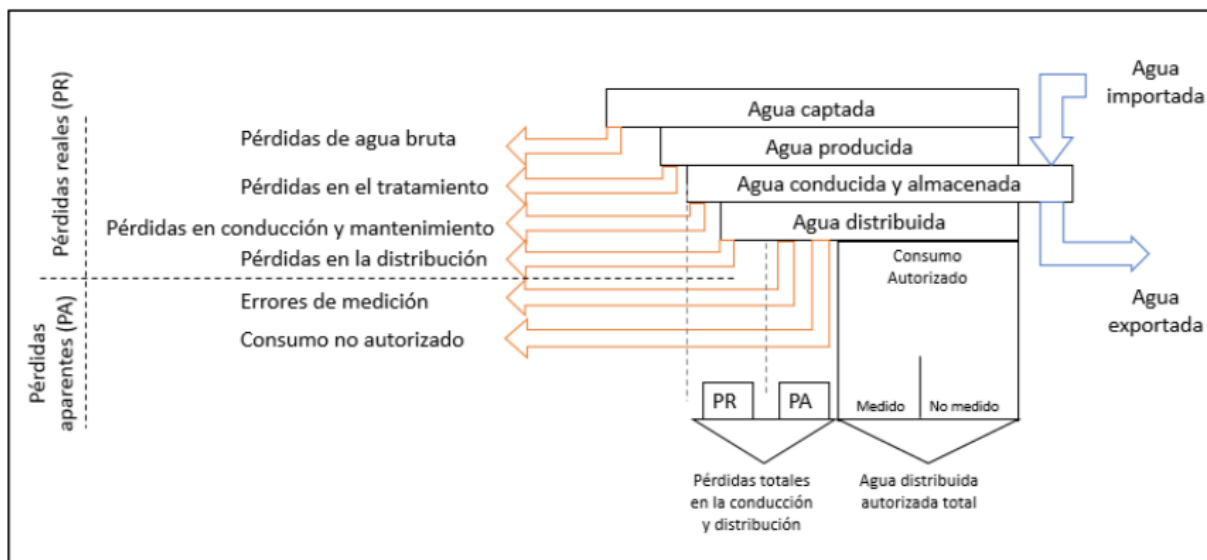 Pérdidas reales (PR)
Pérdidas
aparentes (PA)
Pérdidas de agua bruta
Pérdidas en el tratamiento
Pérdidas en conducción y mantenimiento
Pérdidas en la distribución
Errores de medición
Consumo no autorizado
Agua captada
Agua producida
Agua conducida y almacenada
Agua distribuida
Agua
importada
Consumo
Autorizado
Agua
exportada
PR
PA
Medido
No medido
Pérdidas totales
en la conducción
y distribución
Agua distribuida
autorizada total